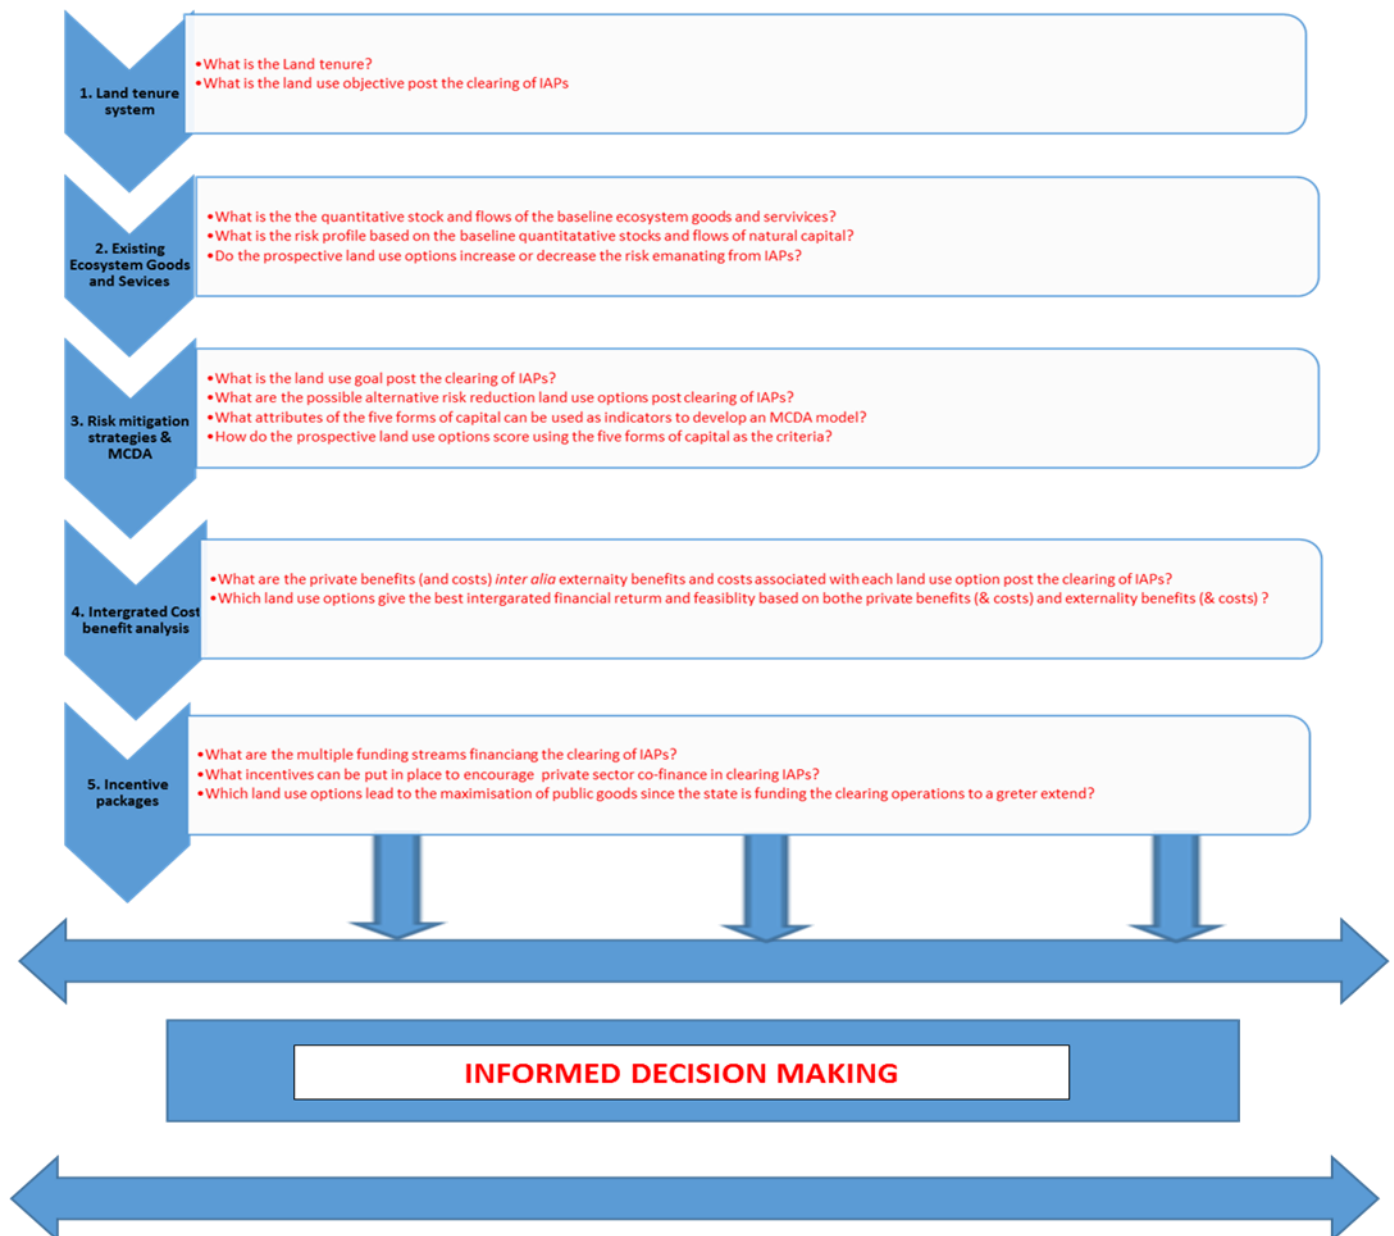 1. Land tenure
system
•What is the Land tenure?
•What is the land use objective post the clearing of IAPs
2. Existing
Ecosystem Goods
and Sevices
•What is the the quantitative stock and flows of the baseline ecosystem goods and servivices?
•What is the risk profile based on the baseline quantitatative stocks and flows of natural capital?
•Do the prospective land use options increase or decrease the risk emanating from IAPs?
3. Risk mitigation
strategies &
MCDA
•What is the land use goal post the clearing of IAPs?
•What are the possible alternative risk reduction land use options post clearing of IAPs?
•What attributes of the five forms of capital can be used as indicators to develop an MCDA model?
•How do the prospective land use options score using the five forms of capital as the criteria?
4. Intergrated Cost
benefit analysis
•What are the private benefits (and costs) inter alia externaity benefits and costs associated with each land use option post the clearing of IAPs?
•Which land use options give the best intergarated financial returm and feasiblity based on bothe private benefits (& costs) and externality benefits (& costs) ?
5. Incentive
packages
•What are the multiple funding streams financiang the clearing of IAPs?
•What incentives can be put in place to encourage private sector co-finance in clearing IAPs?
•Which land use options lead to the maximisation of public goods since the state is funding the clearing operations to a greter extend?
INFORMED DECISION MAKING